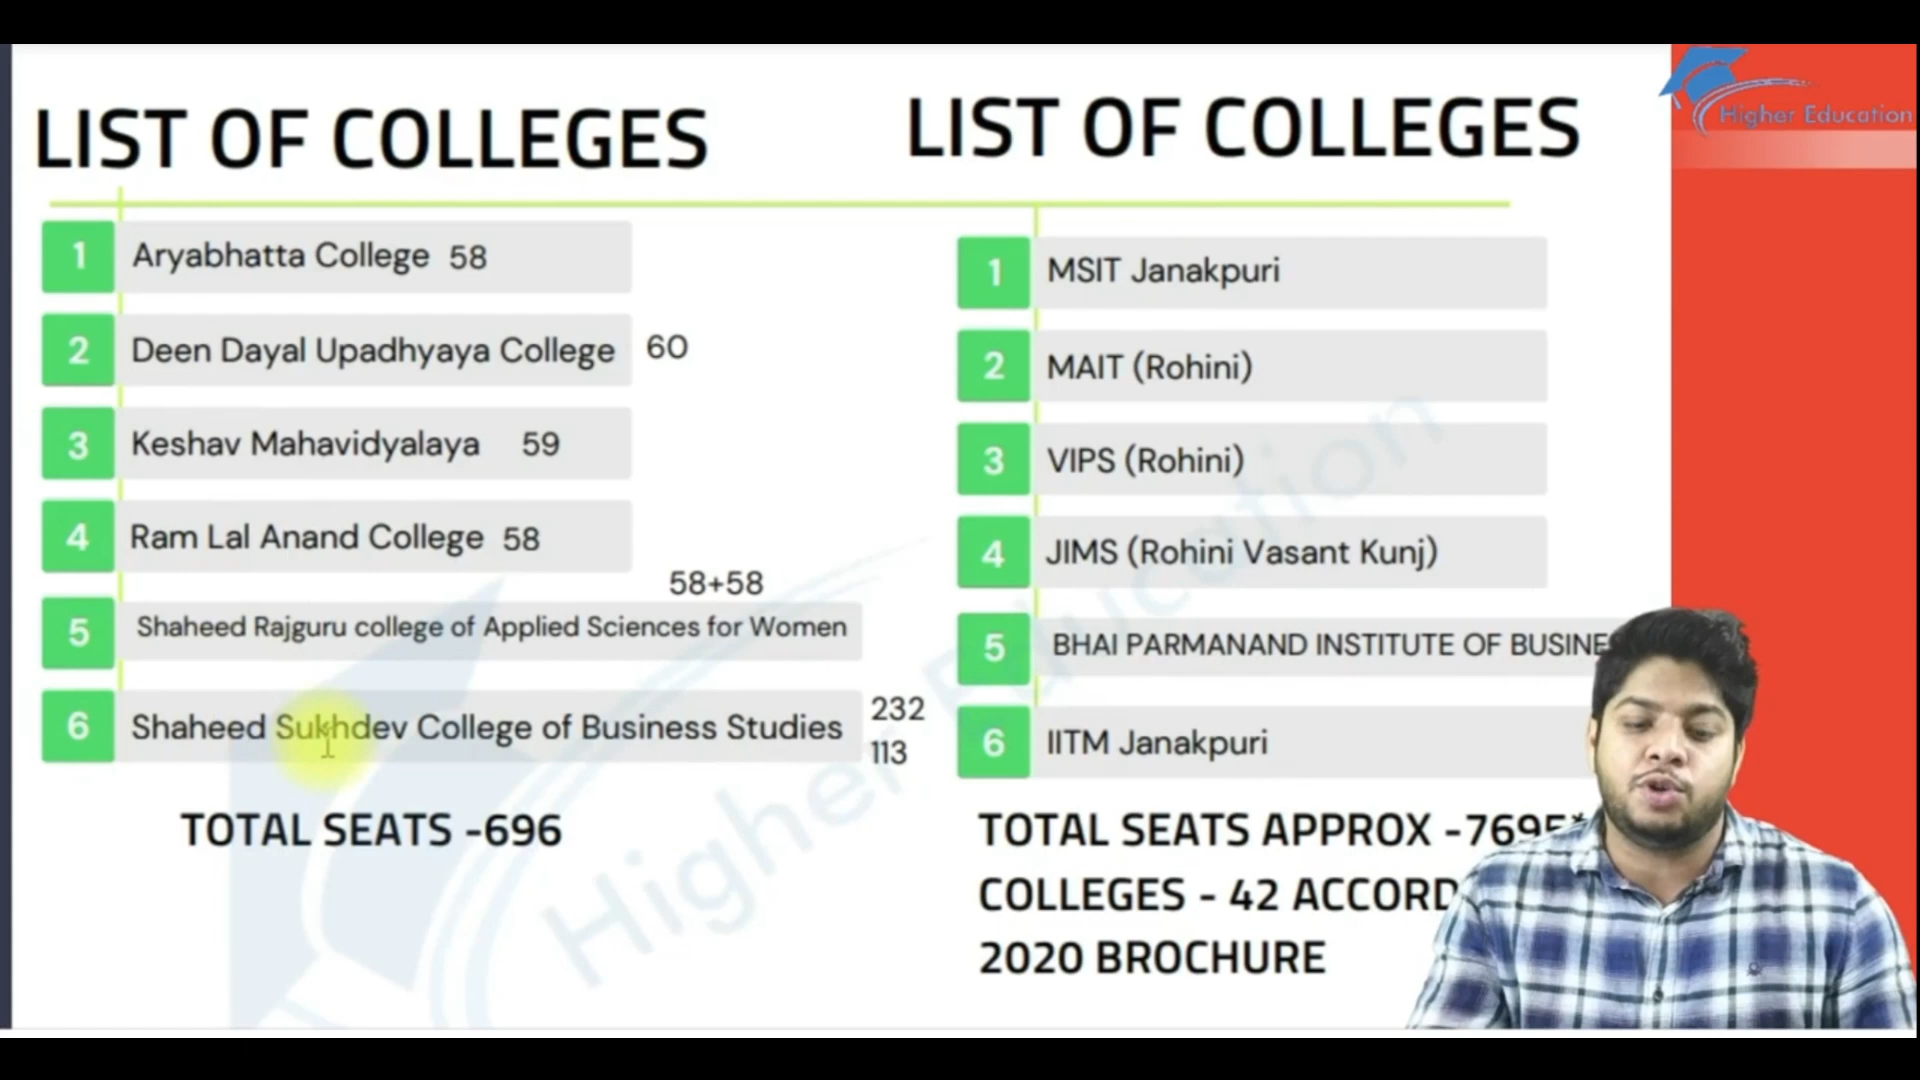 LIST OF COLLEGES
1 Aryabhatta College 58
2 Deen Dayal Upadhyaya College 60
3 Keshav Mahavidyalaya 59
4 Ram Lal Anand College 58
58+58
5 Shaheed Rajguru college of Applied Sciences for Women
6 Shaheed Sukhdev College of Business Studies 232
113
TOTAL SEATS -696
LIST OF COLLEGES
1 MSIT Janakpuri
2 MAIT (Rohini)
3 VIPS (Rohini)
4 JIMS (Rohini Vasant Kunj)
5 BHAI PARMANAND INSTITUTE OF
6 IITM Janakpuri
TOTAL SEATS APPROX -7695*
COLLEGES - 42
2020 BROCHURE
Higher Education
Higher Education